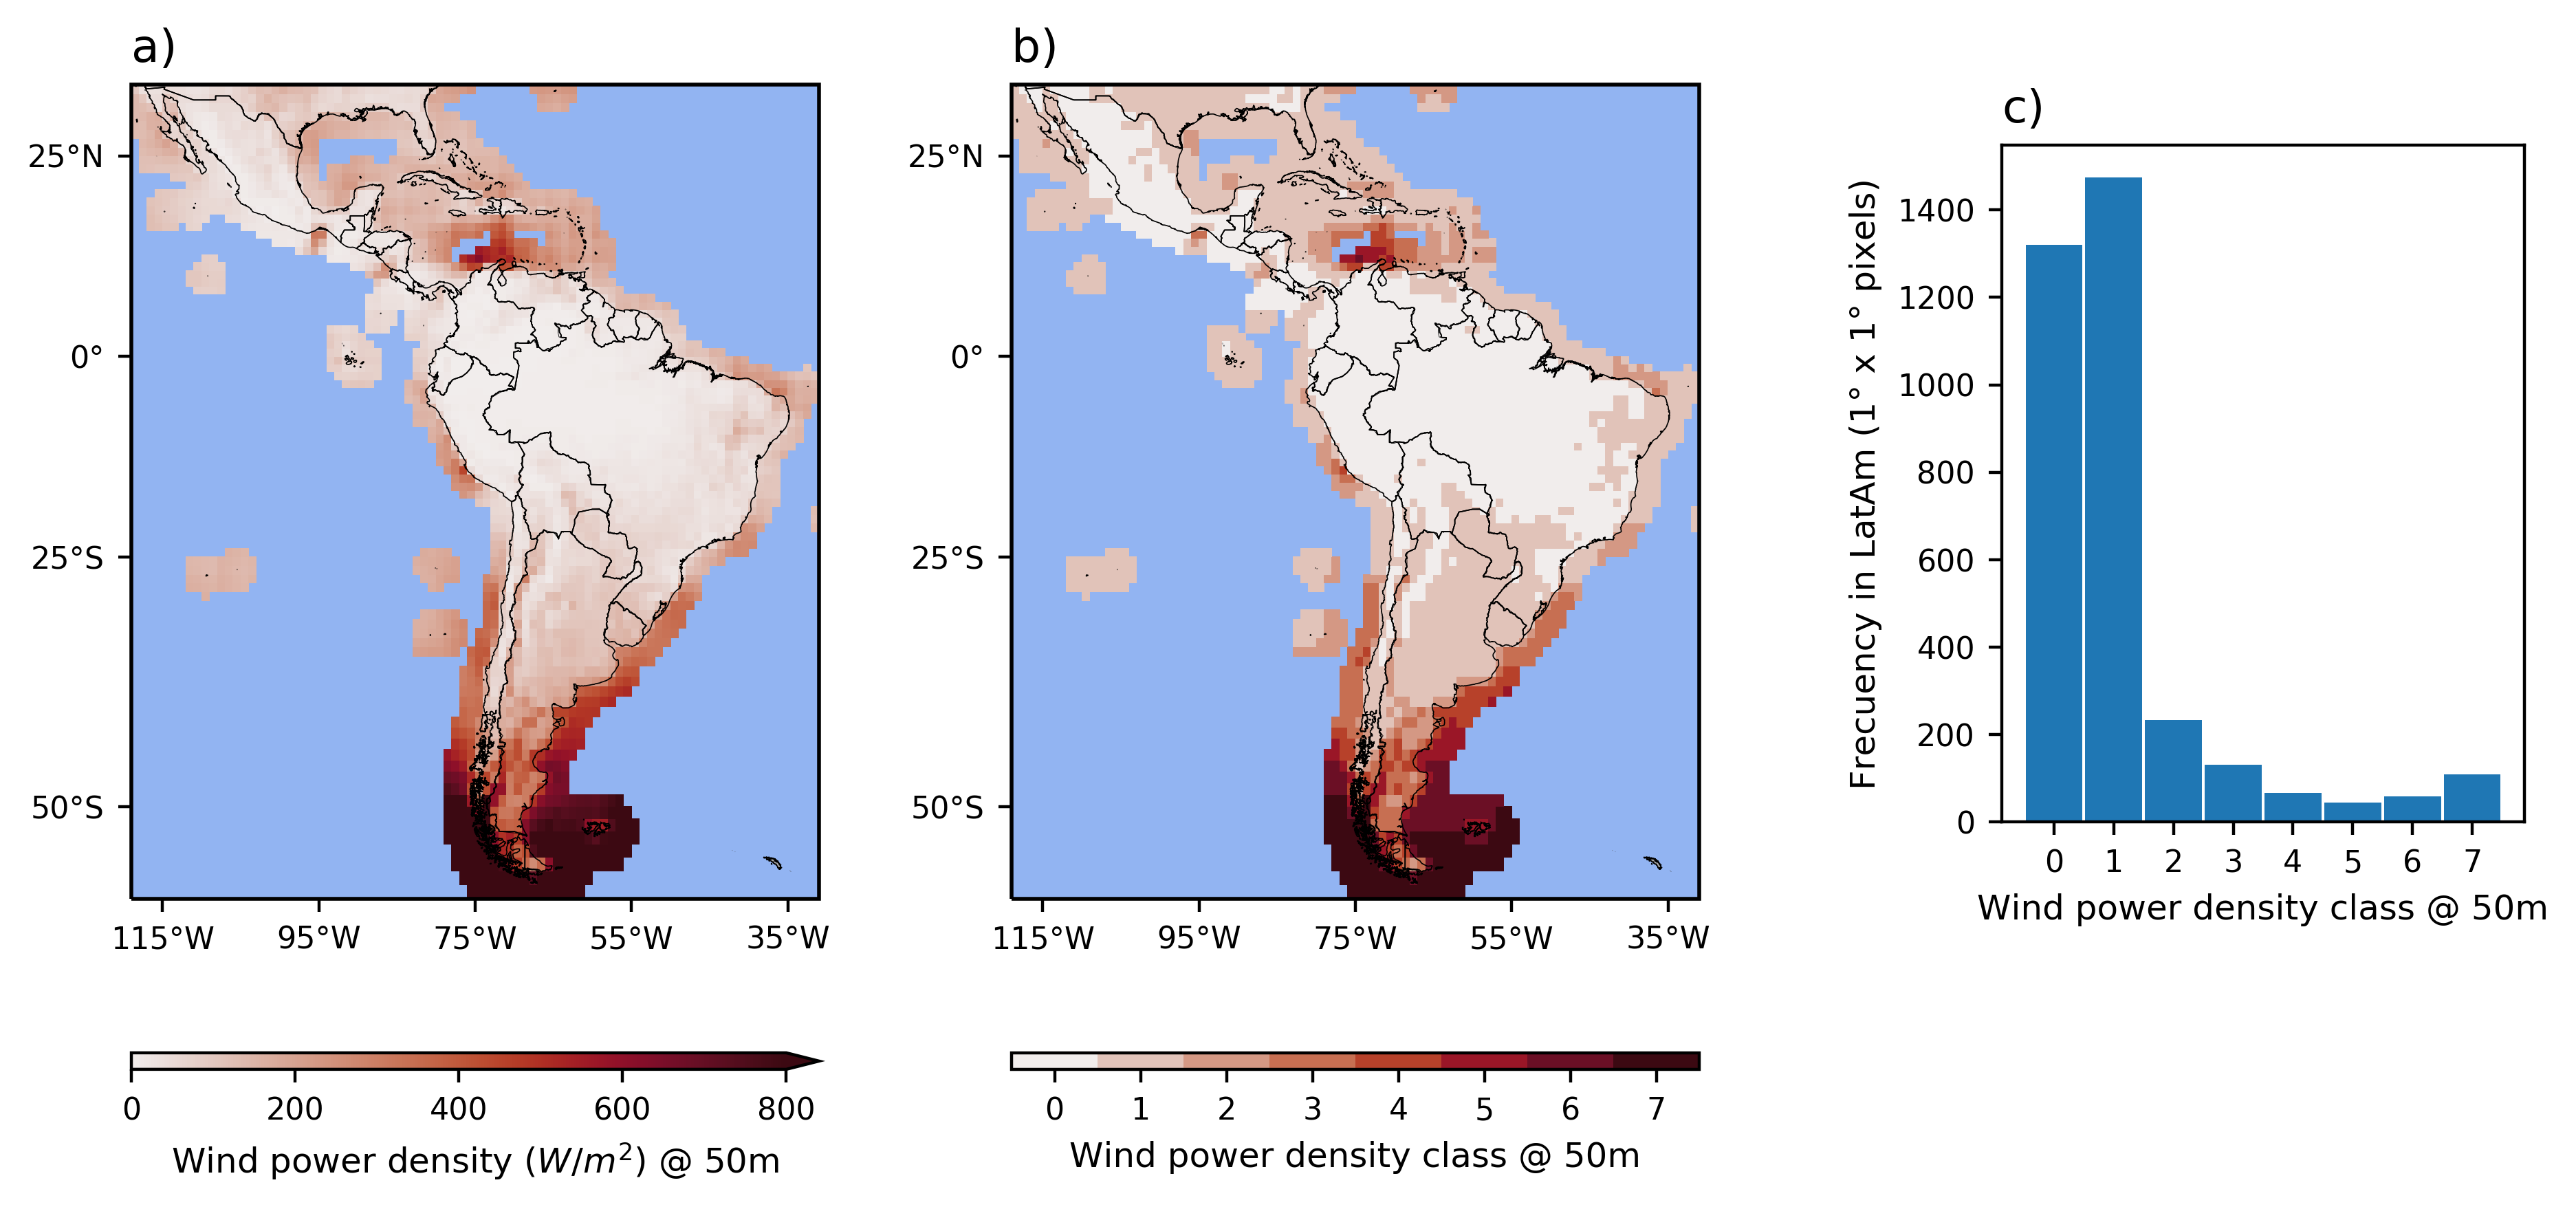 a)
25°N
0°
25°S
50°S
115°W 95°W 75°W 55°W 35°W
0 200 400 600 800
Wind power density (W/m²) @ 50m
b)
25°N
0°
25°S
50°S
115°W 95°W 75°W 55°W 35°W
0 1 2 3 4 5 6 7
Wind power density class @ 50m
c)
Frecuency in LatAm (1° x 1° pixels)
1400
1200
1000
800
600
400
200
0
0 1 2 3 4 5 6 7
Wind power density class @ 50m